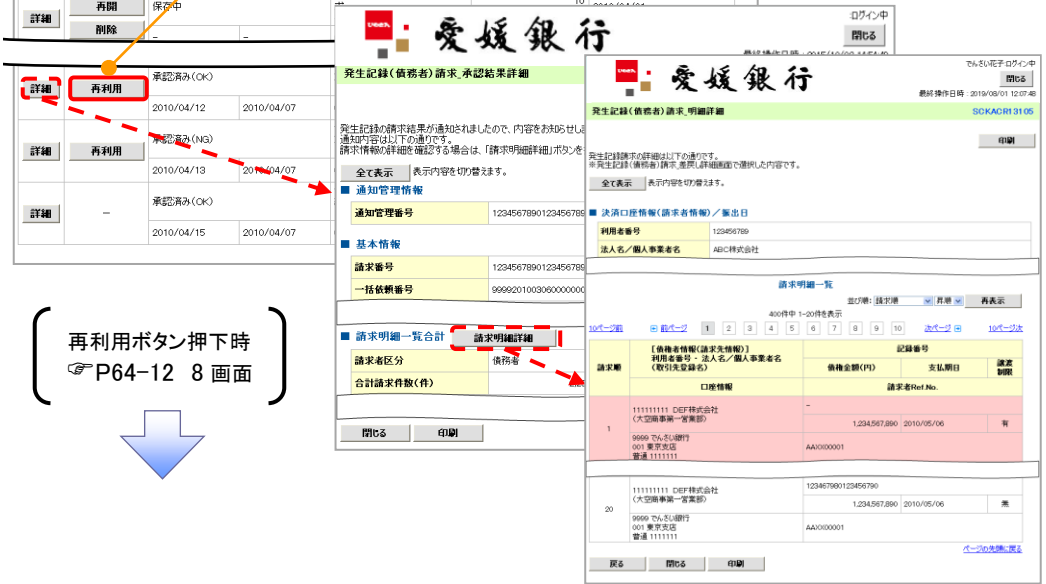 再開
保存中
詳細
削除
-
-
承認済み(OK)
詳細
再利用
2010/04/12
2010/04/07
承認済み(NG)
詳細
再利用
2010/04/13
2010/04/07
承認済み(OK)
詳細
-
2010/04/15
2010/04/07
再利用ボタン押下時
☞P64-12 8 画面
ログイン中
愛媛銀行
閉じる
発生記録(債務者)請求_承認結果詳細
発生記録の請求結果が通知されましたので、内容をお知らせし
通知内容は以下の通りです。
請求情報の詳細を確認する場合は、「請求明細詳細」ボタンを
全て表示
表示内容を切り替えます。
■ 通知管理情報
通知管理番号
1234567890123456789
■ 基本情報
請求番号
1234567890123456789
一括依頼番号
9999201003060000000
■ 請求明細一覧合計
請求明細詳細
請求者区分
債務者
合計請求件数(件)
閉じる
印刷
でんさい花子:ログイン中
愛媛銀行
閉じる
最終操作日時:2019/08/01 12:07:48
発生記録(債務者)請求_明細詳細
SCKACR13105
印刷
発生記録請求の詳細は以下の通りです。
※発生記録(債務者)請求_差戻し詳細画面で選択した内容です。
全て表示
表示内容を切り替えます。
■ 決済口座情報(請求者情報)/振出日
利用者番号
123456789
法人名/個人事業者名
ABC株式会社
請求明細一覧
並び順:
請求順
昇順
再表示
400件中 1-20件を表示
10ページ前
前ページ
1 2 3 4 5 6 7 8 9 10
次ページ
10ページ次
請求順
【債権者情報(請求先情報)】
利用者番号・法人名/個人事業者名
(取引先登録名)
記録番号
債権金額(円)
支払期日
譲渡制限
口座情報
請求者Ref.No.
1
111111111 DEF株式会社
(大空商事第一営業部)
-
1,234,567,890
2010/05/06
有
9999 でんさい銀行
001 東京支店
普通 1111111
AAXX00001
20
111111111 DEF株式会社
(大空商事第一営業部)
123467980123456790
1,234,567,890
2010/05/06
無
9999 でんさい銀行
001 東京支店
普通 1111111
AAXX00001
ページの先頭に戻る
戻る
閉じる
印刷